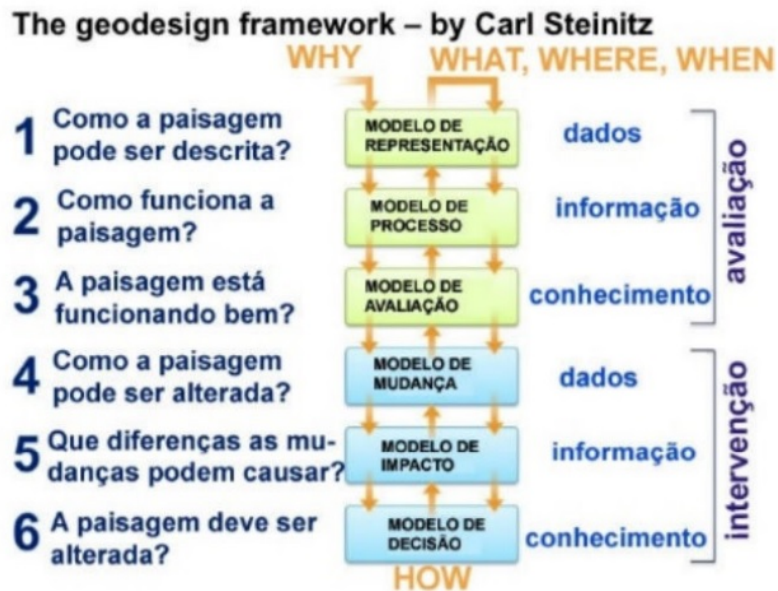 The geodesign framework – by Carl Steinitz
WHY
WHAT, WHERE, WHEN
1 Como a paisagem
pode ser descrita?
MODELO DE
REPRESENTAÇÃO
dados
2 Como funciona a
paisagem?
MODELO DE
PROCESSO
informação
3 A paisagem está
funcionando bem?
MODELO DE
AVALIAÇÃO
conhecimento
avaliação
4 Como a paisagem
pode ser alterada?
MODELO DE
MUDANÇA
dados
5 Que diferenças as mu-
danças podem causar?
MODELO DE
IMPACTO
informação
6 A paisagem deve ser
alterada?
MODELO DE
DECISÃO
conhecimento
intervenção
HOW